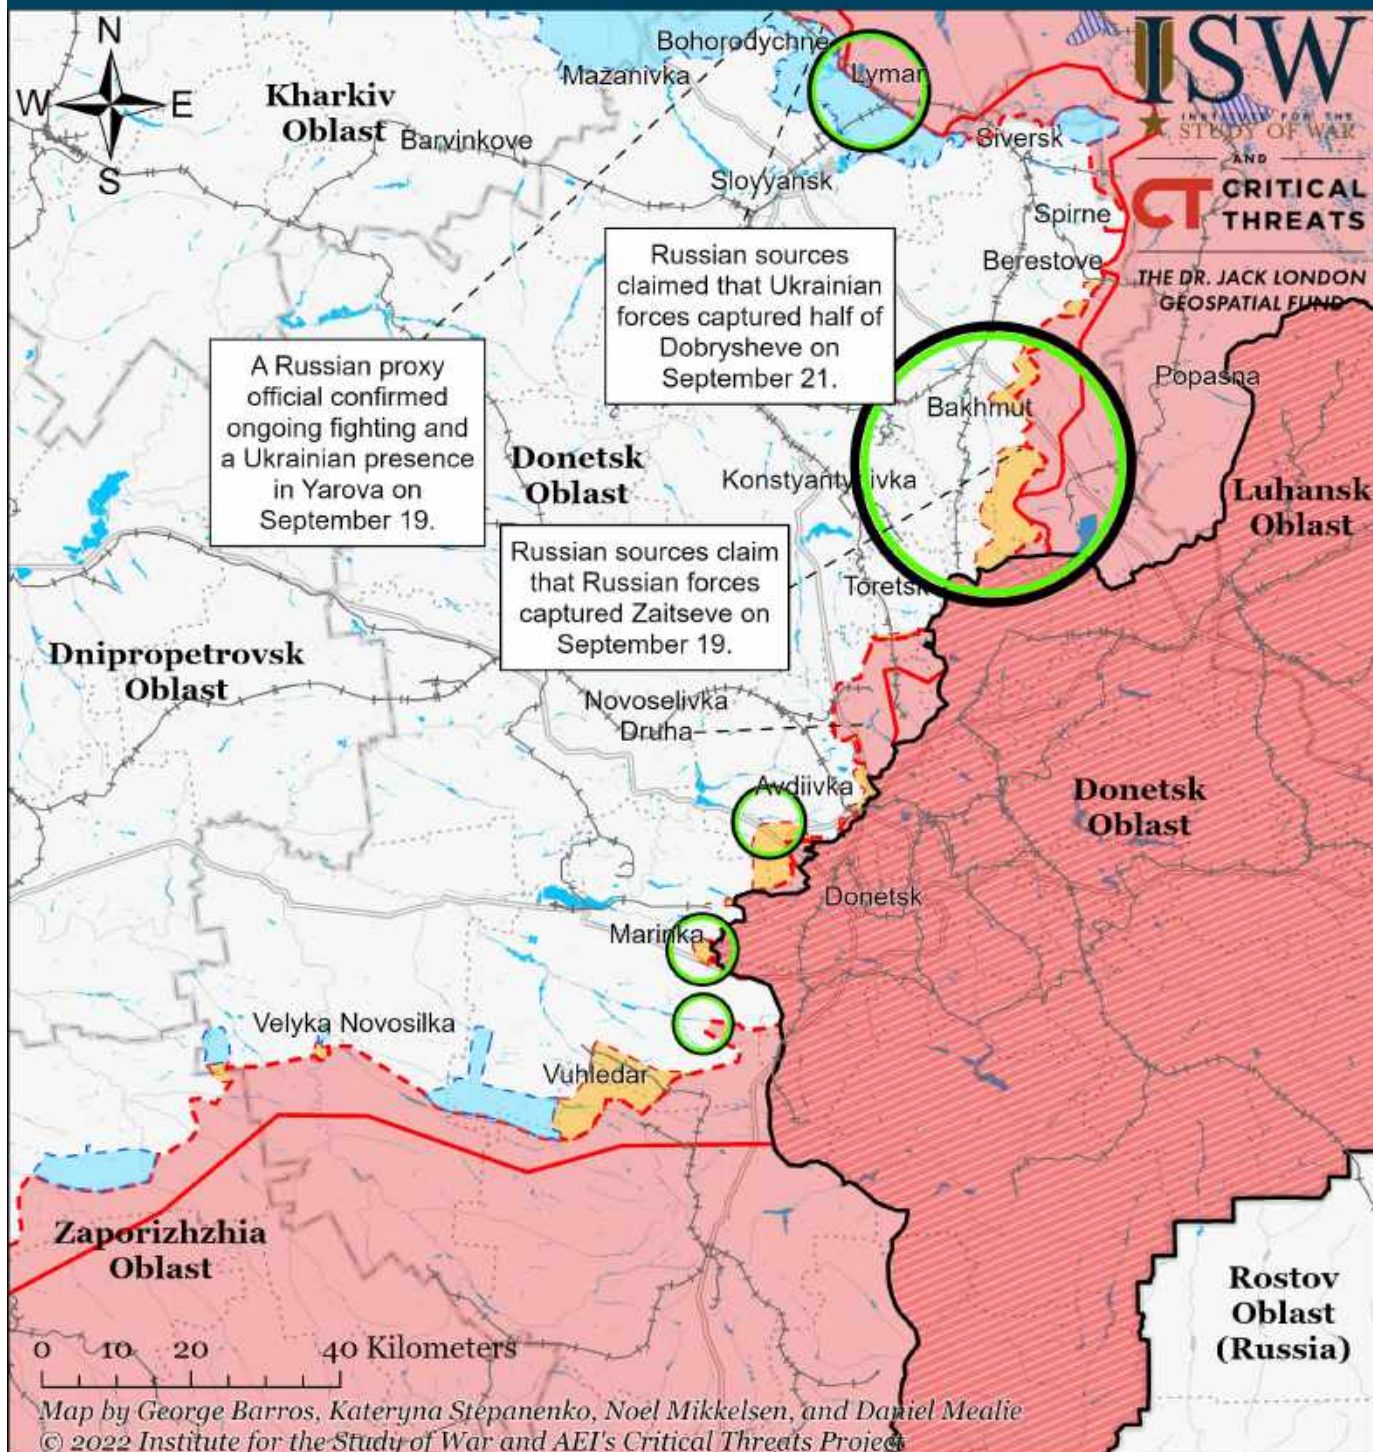 N
W
E
S
Kharkiv
Oblast
Bohorodychne
Mazanivka
Lyman
Barvinkove
Siversk
Slovyansk
Spirne
Berestove
ISW
INSTITUTE FOR THE
STUDY OF WAR
AND
CT CRITICAL
THREATS
THE DR. JACK LONDON
GEOSPATIAL FUND
Russian sources
claimed that Ukrainian
forces captured half of
Dobrysheve on
September 21.
A Russian proxy
official confirmed
ongoing fighting and
a Ukrainian presence
in Yarova on
September 19.
Popasna
Bakhmut
Donetsk
Oblast
Konstyantynivka
Luhansk
Oblast
Russian sources claim
that Russian forces
captured Zaitseve on
September 19.
Toretsk
Dnipropetrovsk
Oblast
Novoselivka
Druha
Avdiivka
Donetsk
Oblast
Donetsk
Marinka
Velyka Novosilka
Vuhledar
Zaporizhzhia
Oblast
Rostov
Oblast
(Russia)
0 10 20 40 Kilometers
Map by George Barros, Kateryna Stepanenko, Noel Mikkelsen, and Daniel Mealie
© 2022 Institute for the Study of War and AEI's Critical Threats Project